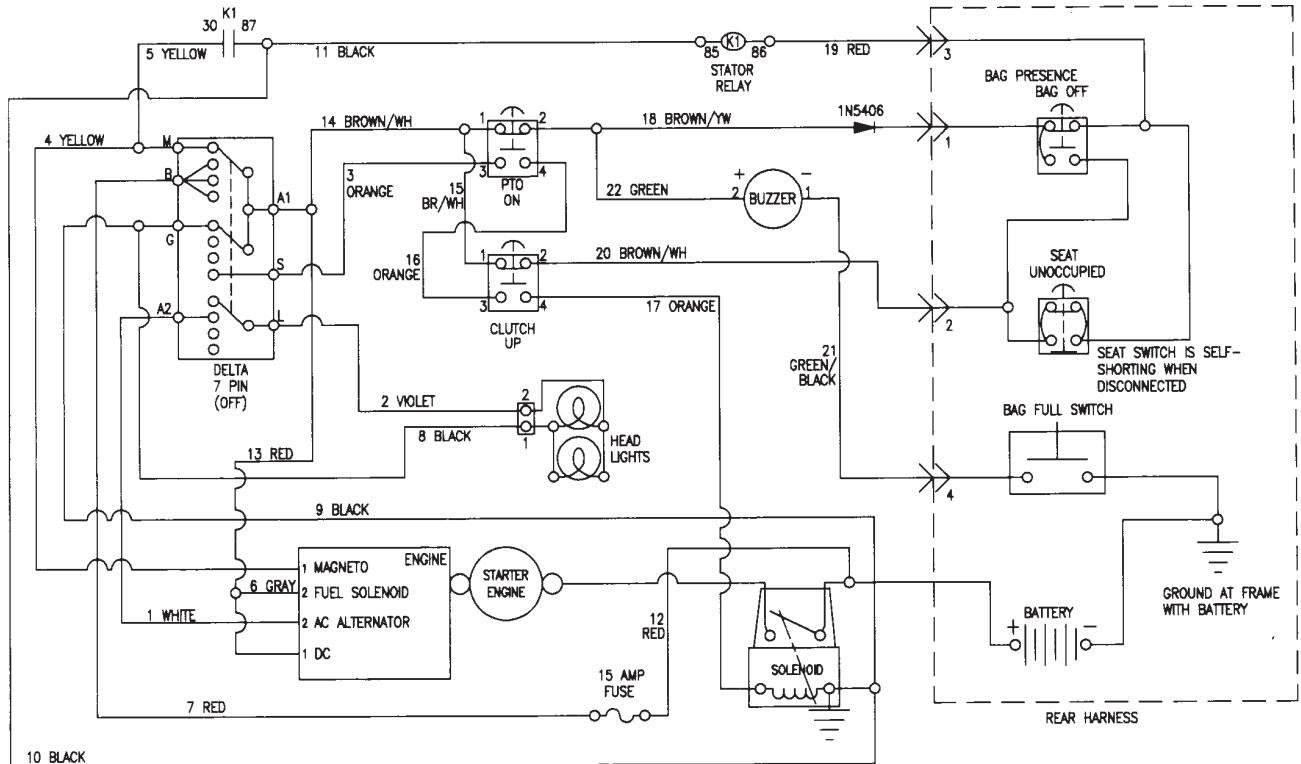 K1
30 87
5 YELLOW
11 BLACK
85 K1 86
STATOR
RELAY
19 RED
3
BAG PRESENCE
BAG OFF
4 YELLOW
M
14 BROWN/WH
1 2
18 BROWN/YW
1N5406
1
B
3
ORANGE
3 4
PTO
ON
A1
15
BR/WH
22 GREEN
+ -
2 BUZZER 1
G
S
16
ORANGE
1 2
20 BROWN/WH
SEAT
UNOCCUPIED
3 4
17 ORANGE
2
A2
L
CLUTCH
UP
DELTA
7 PIN
(OFF)
21
GREEN/
BLACK
SEAT SWITCH IS SELF-
SHORTING WHEN
DISCONNECTED
2 VIOLET
2
BAG FULL SWITCH
8 BLACK
1
HEAD
LIGHTS
13 RED
4
9 BLACK
ENGINE
1 MAGNETO
STARTER
ENGINE
6 GRAY
2 FUEL SOLENOID
GROUND AT FRAME
WITH BATTERY
1 WHITE
2 AC ALTERNATOR
12
RED
BATTERY
+ -
1 DC
SOLENOID
15 AMP
FUSE
7 RED
REAR HARNESS
10 BLACK